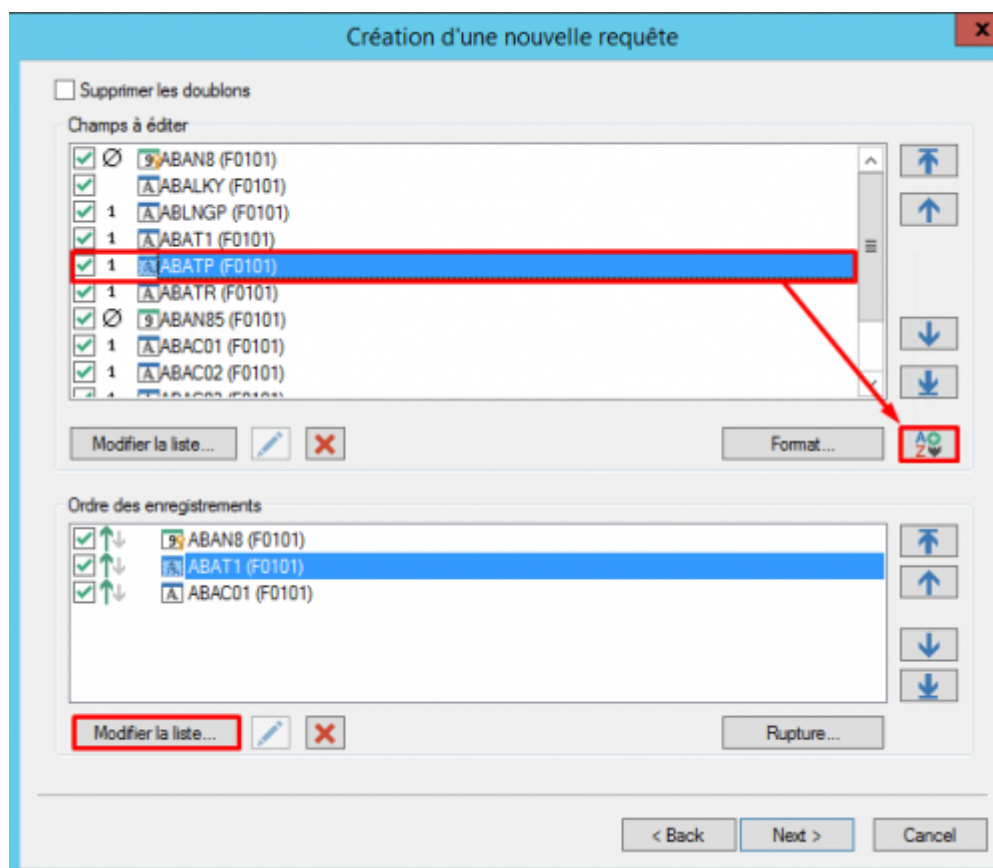 Création d'une nouvelle requête
Supprimer les doublons
Champs à éditer
ABAN8 (F0101)
ABALKY (F0101)
1 ABLNGP (F0101)
1 ABAT1 (F0101)
1 ABATP (F0101)
1 ABATR (F0101)
ABAN85 (F0101)
1 ABAC01 (F0101)
1 ABAC02 (F0101)
Modifier la liste...
Format...
Ordre des enregistrements
ABAN8 (F0101)
ABAT1 (F0101)
ABAC01 (F0101)
Modifier la liste...
Rupture...
< Back
Next >
Cancel